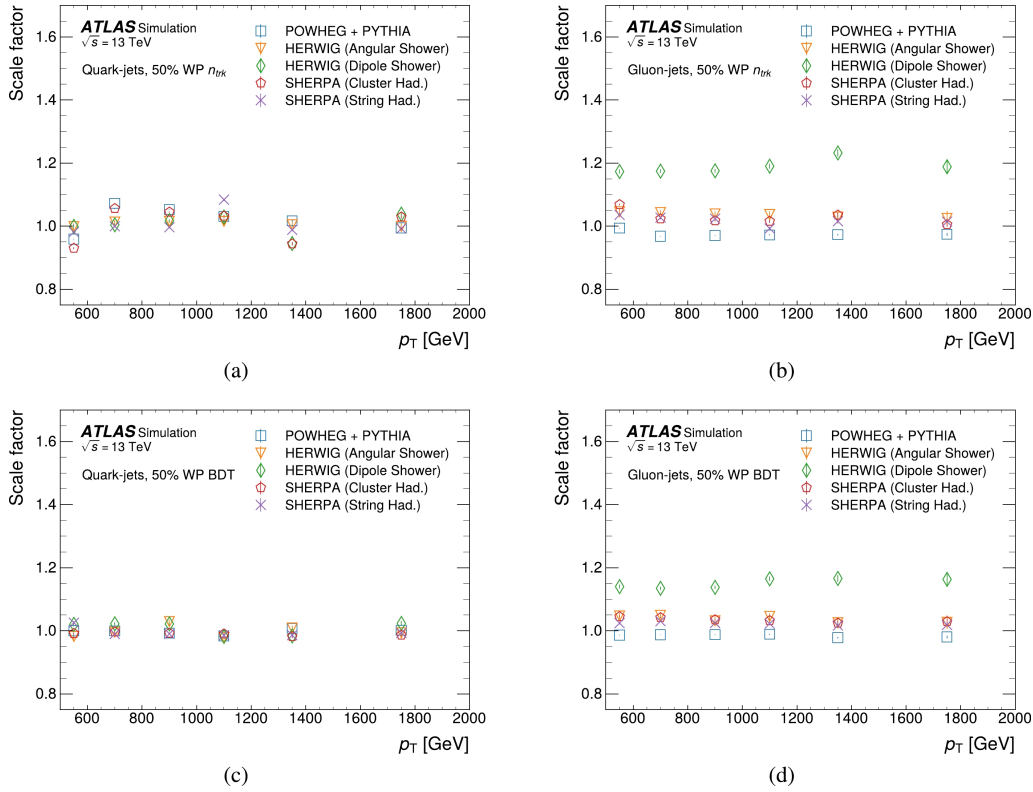 ATLAS Simulation
√s = 13 TeV
Quark-jets, 50% WP n_trk
POWHEG + PYTHIA
HERWIG (Angular Shower)
HERWIG (Dipole Shower)
SHERPA (Cluster Had.)
SHERPA (String Had.)
Scale factor
1.6
1.4
1.2
1.0
0.8
600 800 1000 1200 1400 1600 1800 2000
p_T [GeV]
(a)
ATLAS Simulation
√s = 13 TeV
Gluon-jets, 50% WP n_trk
POWHEG + PYTHIA
HERWIG (Angular Shower)
HERWIG (Dipole Shower)
SHERPA (Cluster Had.)
SHERPA (String Had.)
Scale factor
1.6
1.4
1.2
1.0
0.8
600 800 1000 1200 1400 1600 1800 2000
p_T [GeV]
(b)
ATLAS Simulation
√s = 13 TeV
Quark-jets, 50% WP BDT
POWHEG + PYTHIA
HERWIG (Angular Shower)
HERWIG (Dipole Shower)
SHERPA (Cluster Had.)
SHERPA (String Had.)
Scale factor
1.6
1.4
1.2
1.0
0.8
600 800 1000 1200 1400 1600 1800 2000
p_T [GeV]
(c)
ATLAS Simulation
√s = 13 TeV
Gluon-jets, 50% WP BDT
POWHEG + PYTHIA
HERWIG (Angular Shower)
HERWIG (Dipole Shower)
SHERPA (Cluster Had.)
SHERPA (String Had.)
Scale factor
1.6
1.4
1.2
1.0
0.8
600 800 1000 1200 1400 1600 1800 2000
p_T [GeV]
(d)